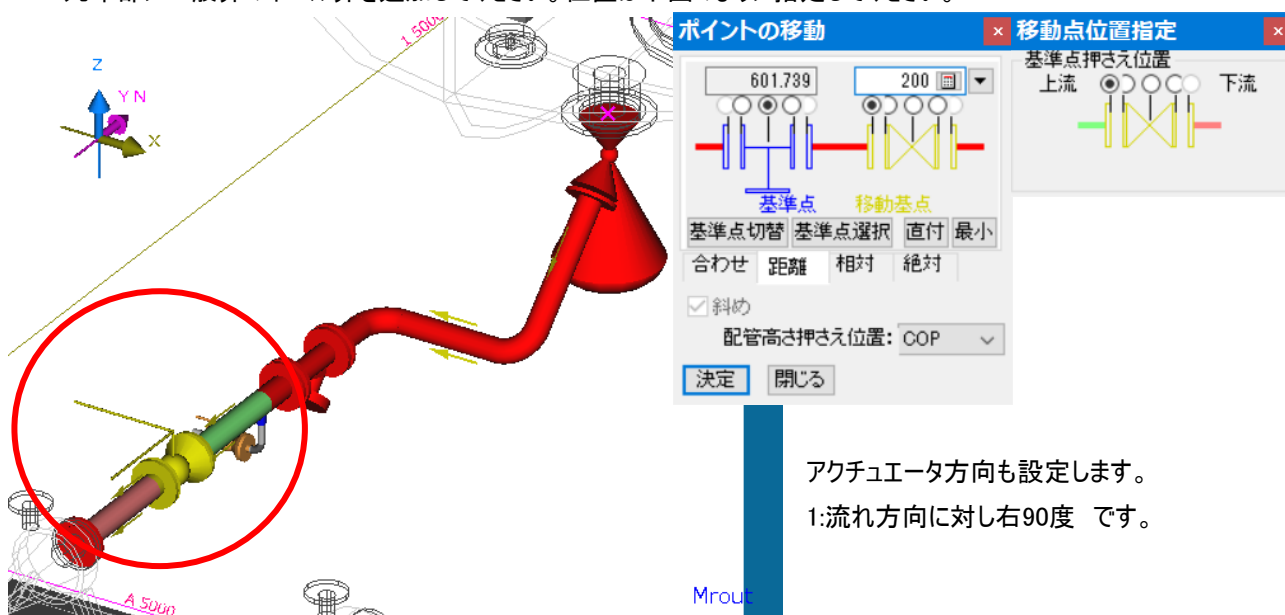 1.5000
Z
Y N
X
A 5000
Mrout
ポイントの移動
×
601.739
200
基準点
移動基点
基準点切替
基準点選択
直付
最小
合わせ
距離
相対
絶対
斜め
配管高さ押さえ位置:
COP
決定
閉じる
移動点位置指定
×
基準点押さえ位置
上流
下流
アクチュエータ方向も設定します。
1:流れ方向に対し右90度 です。